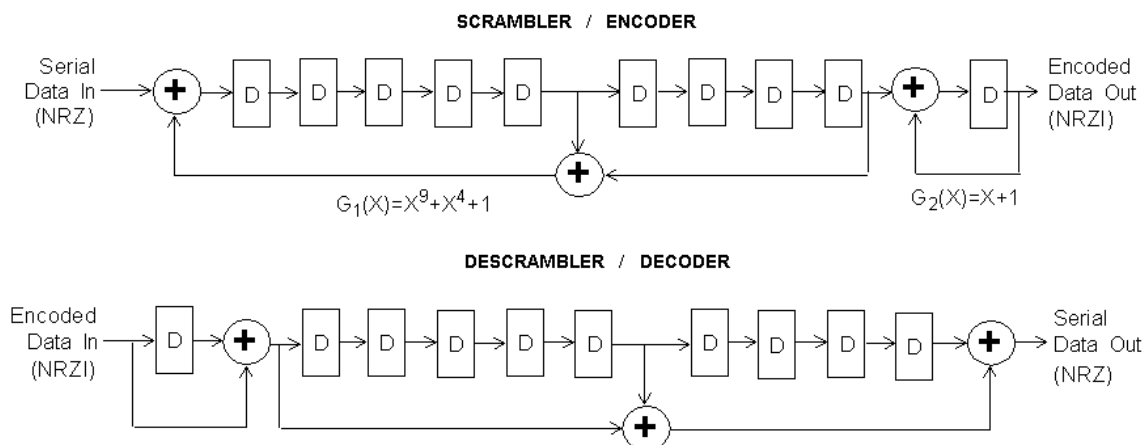 SCRAMBLER / ENCODER
Serial
Data In
(NRZ)
+
D
D
D
D
D
D
D
D
D
+
D
Encoded
Data Out
(NRZI)
+
G₁(X)=X⁹+X⁴+1
G₂(X)=X+1
DESCRAMBLER / DECODER
Encoded
Data In
(NRZI)
D
+
D
D
D
D
D
D
D
D
D
+
Serial
Data Out
(NRZ)
+